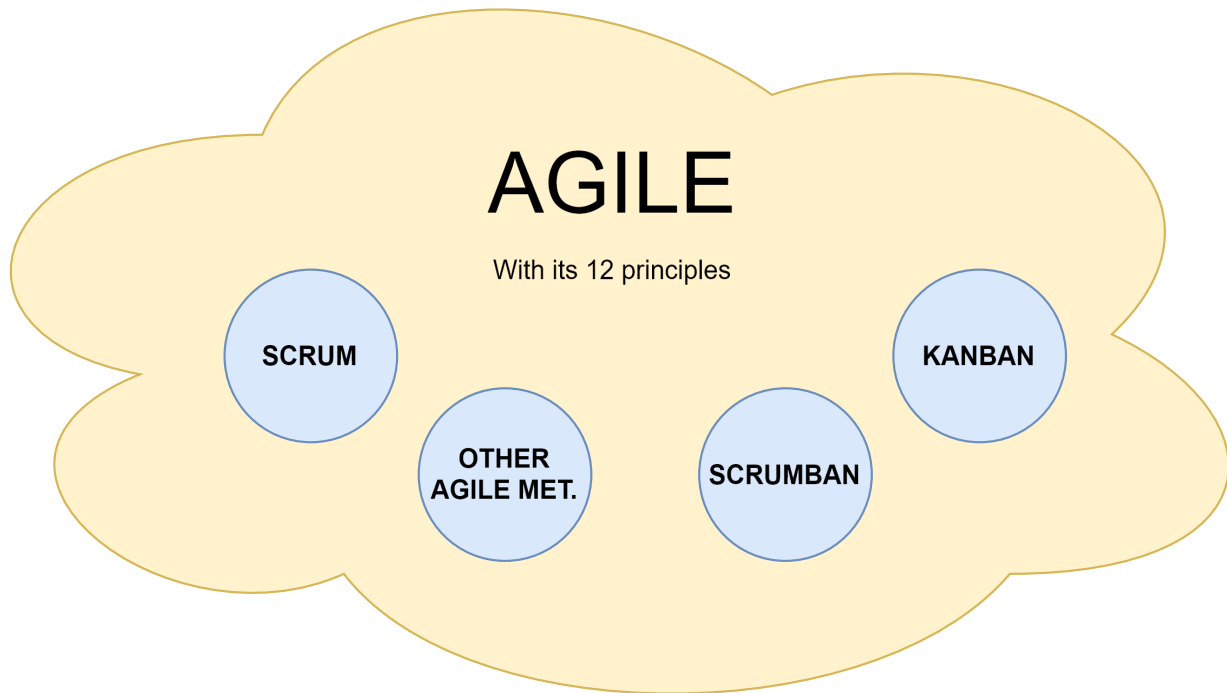 AGILE
With its 12 principles
SCRUM
KANBAN
OTHER
AGILE MET.
SCRUMBAN